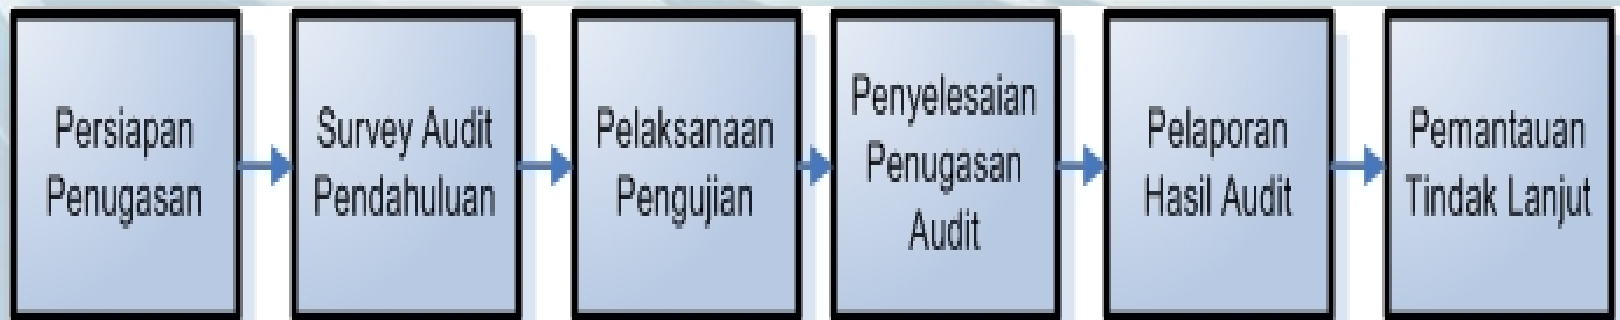 Persiapan
Penugasan
Survey Audit
Pendahuluan
Pelaksanaan
Pengujian
Penyelesaian
Penugasan
Audit
Pelaporan
Hasil Audit
Pemantauan
Tindak Lanjut